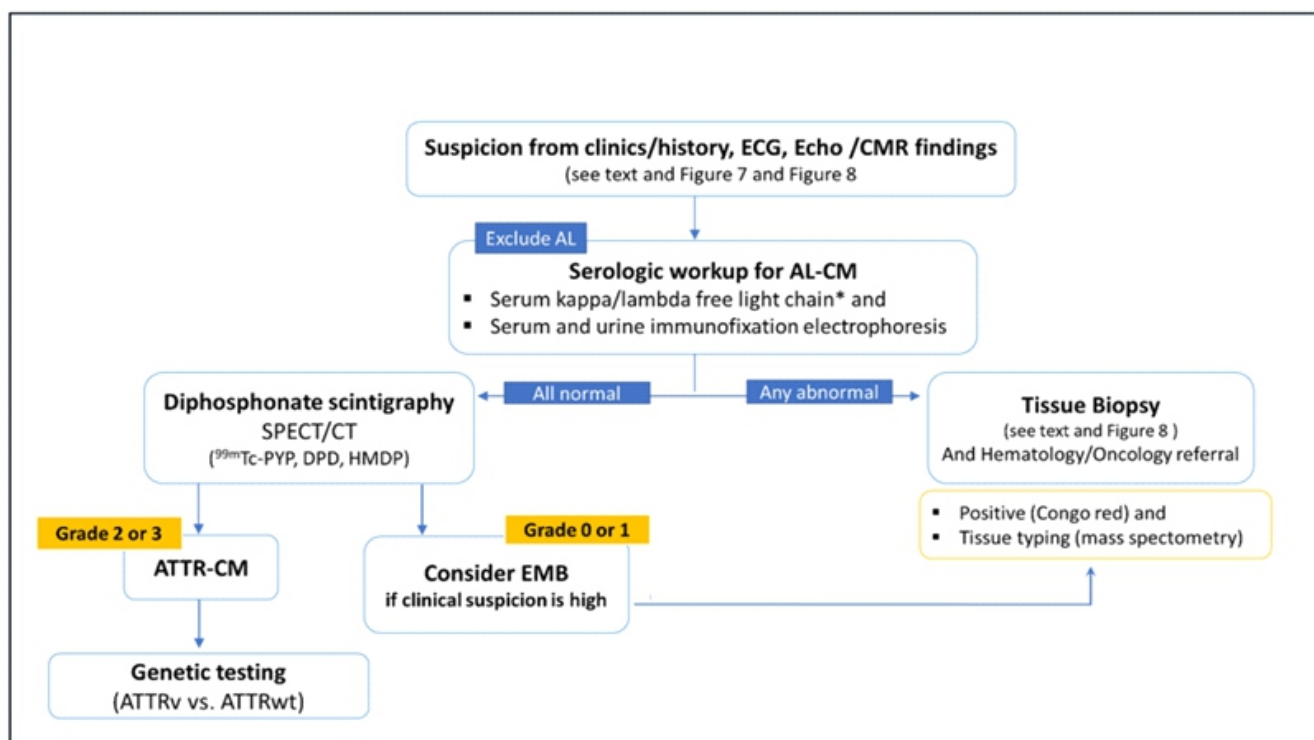 Suspicion from clinics/history, ECG, Echo /CMR findings
(see text and Figure 7 and Figure 8
Exclude AL
Serologic workup for AL-CM
▪ Serum kappa/lambda free light chain* and
▪ Serum and urine immunofixation electrophoresis
All normal
Any abnormal
Diphosphonate scintigraphy
SPECT/CT
(99mTc-PYP, DPD, HMDP)
Tissue Biopsy
(see text and Figure 8 )
And Hematology/Oncology referral
▪ Positive (Congo red) and
▪ Tissue typing (mass spectometry)
Grade 2 or 3
ATTR-CM
Grade 0 or 1
Consider EMB
if clinical suspicion is high
Genetic testing
(ATTRv vs. ATTRwt)